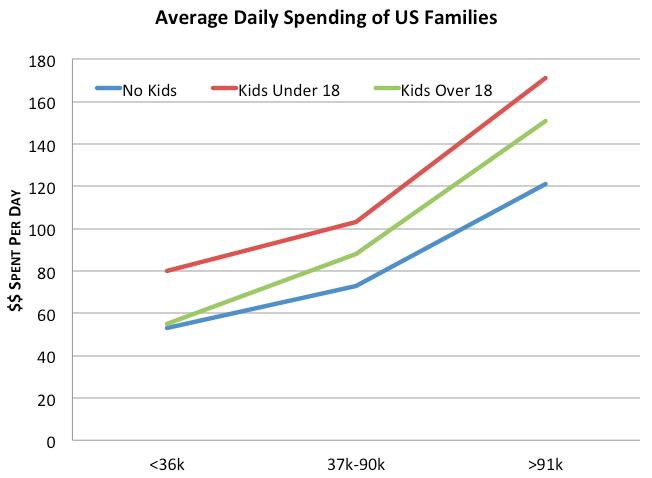 Average Daily Spending of US Families
180
No Kids Kids Under 18 Kids Over 18
160
140
120
100
80
60
40
20
0
$$ SPENT PER DAY
<36k 37k-90k >91k